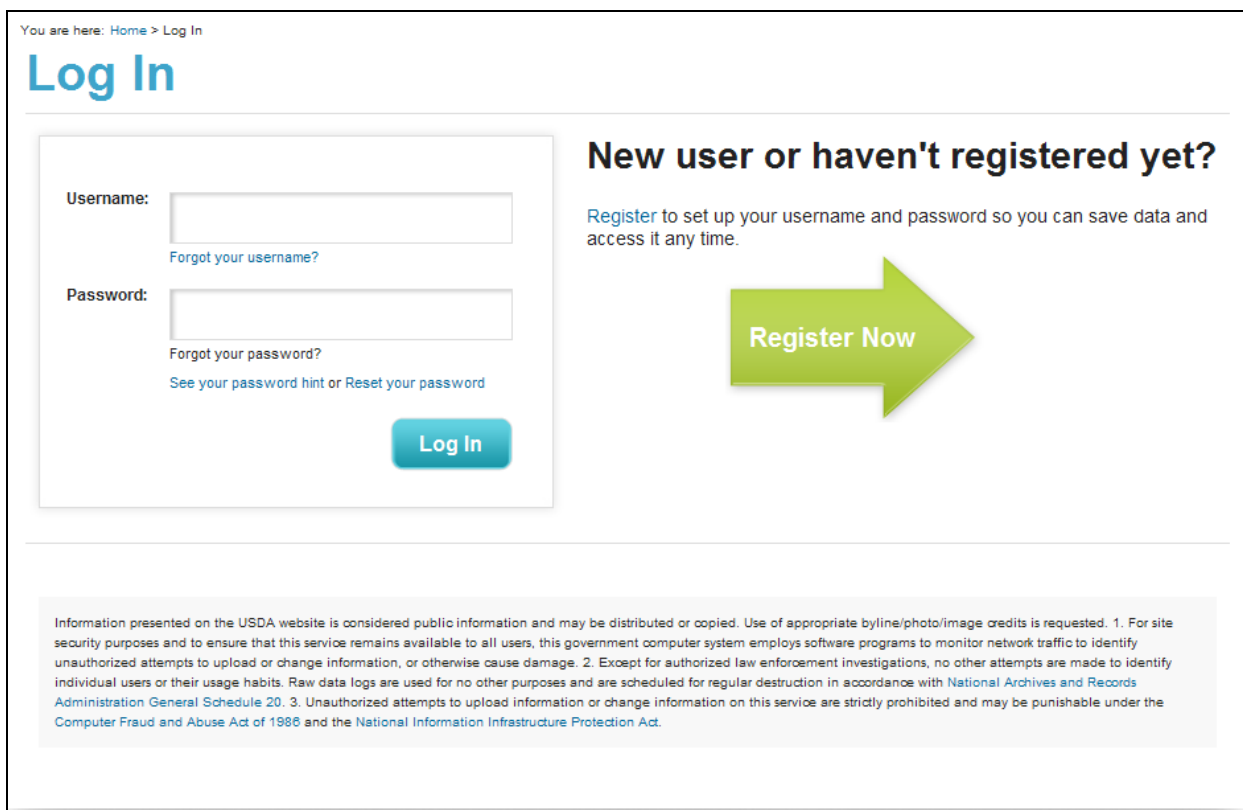 You are here: Home > Log In
Log In
Username:
Forgot your username?
Password:
Forgot your password?
See your password hint or Reset your password
Log In
New user or haven't registered yet?
Register to set up your username and password so you can save data and
access it any time.
Register Now
Information presented on the USDA website is considered public information and may be distributed or copied. Use of appropriate byline/photo/image credits is requested. 1. For site
security purposes and to ensure that this service remains available to all users, this government computer system employs software programs to monitor network traffic to identify
unauthorized attempts to upload or change information, or otherwise cause damage. 2. Except for authorized law enforcement investigations, no other attempts are made to identify
individual users or their usage habits. Raw data logs are used for no other purposes and are scheduled for regular destruction in accordance with National Archives and Records
Administration General Schedule 20. 3. Unauthorized attempts to upload information or change information on this service are strictly prohibited and may be punishable under the
Computer Fraud and Abuse Act of 1986 and the National Information Infrastructure Protection Act.